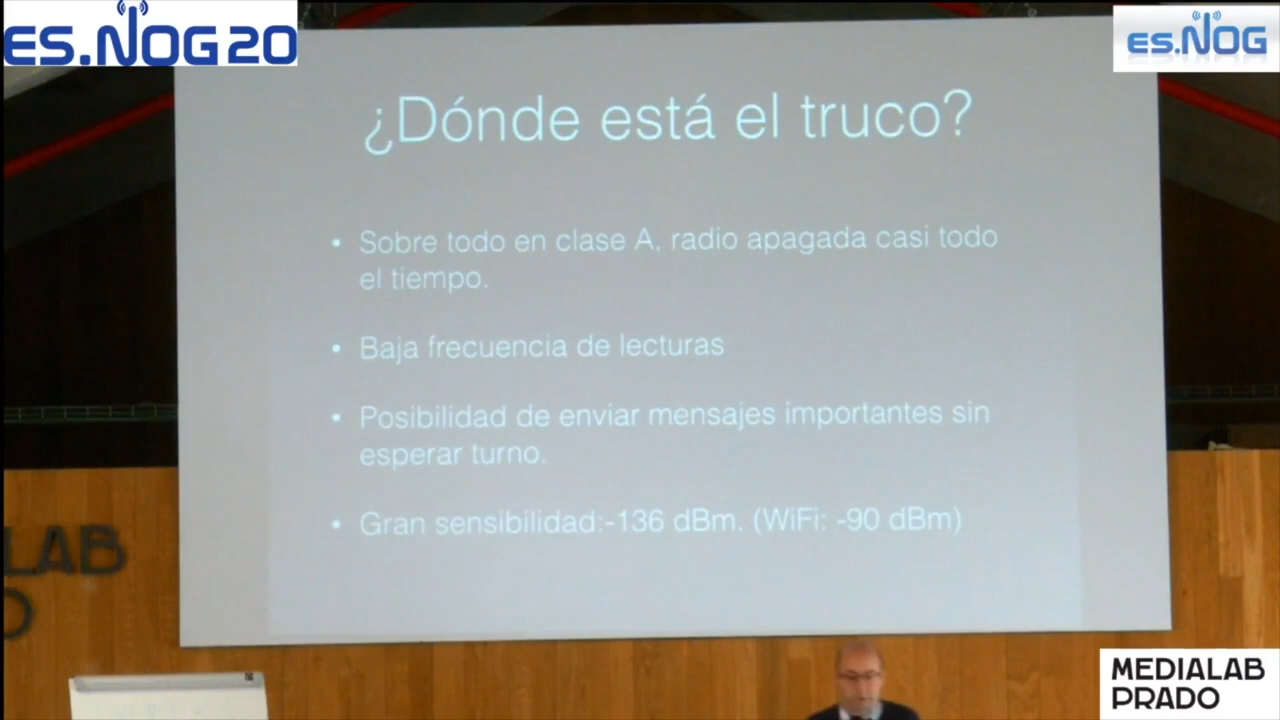 ES.NOG20
ES.NOG
¿Dónde está el truco?
• Sobre todo en clase A, radio apagada casi todo
el tiempo.
• Baja frecuencia de lecturas
• Posibilidad de enviar mensajes importantes sin
esperar turno.
• Gran sensibilidad:-136 dBm. (WiFi: -90 dBm)
LAB
O
MEDIALAB
PRADO